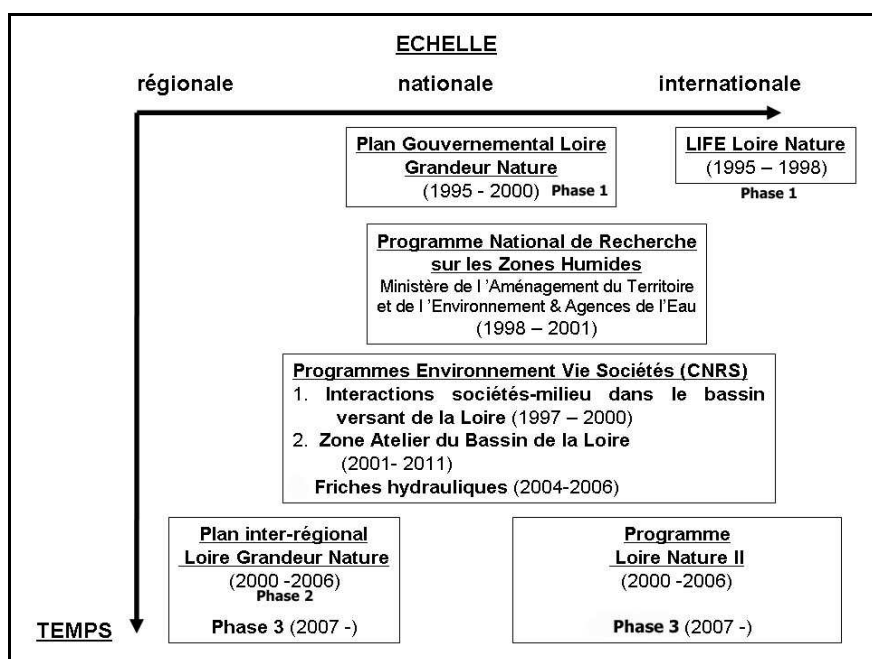 ECHELLE
régionale nationale internationale
Plan Gouvernemental Loire
Grandeur Nature
(1995 - 2000) Phase 1
LIFE Loire Nature
(1995 – 1998)
Phase 1
Programme National de Recherche
sur les Zones Humides
Ministère de l 'Aménagement du Territoire
et de l 'Environnement & Agences de l'Eau
(1998 – 2001)
Programmes Environnement Vie Sociétés (CNRS)
1. Interactions sociétés-milieu dans le bassin
versant de la Loire (1997 – 2000)
2. Zone Atelier du Bassin de la Loire
(2001- 2011)
Friches hydrauliques (2004-2006)
Plan inter-régional
Loire Grandeur Nature
(2000 -2006)
Phase 2
Phase 3 (2007 -)
Programme
Loire Nature II
(2000 -2006)
Phase 3 (2007 -)
TEMPS